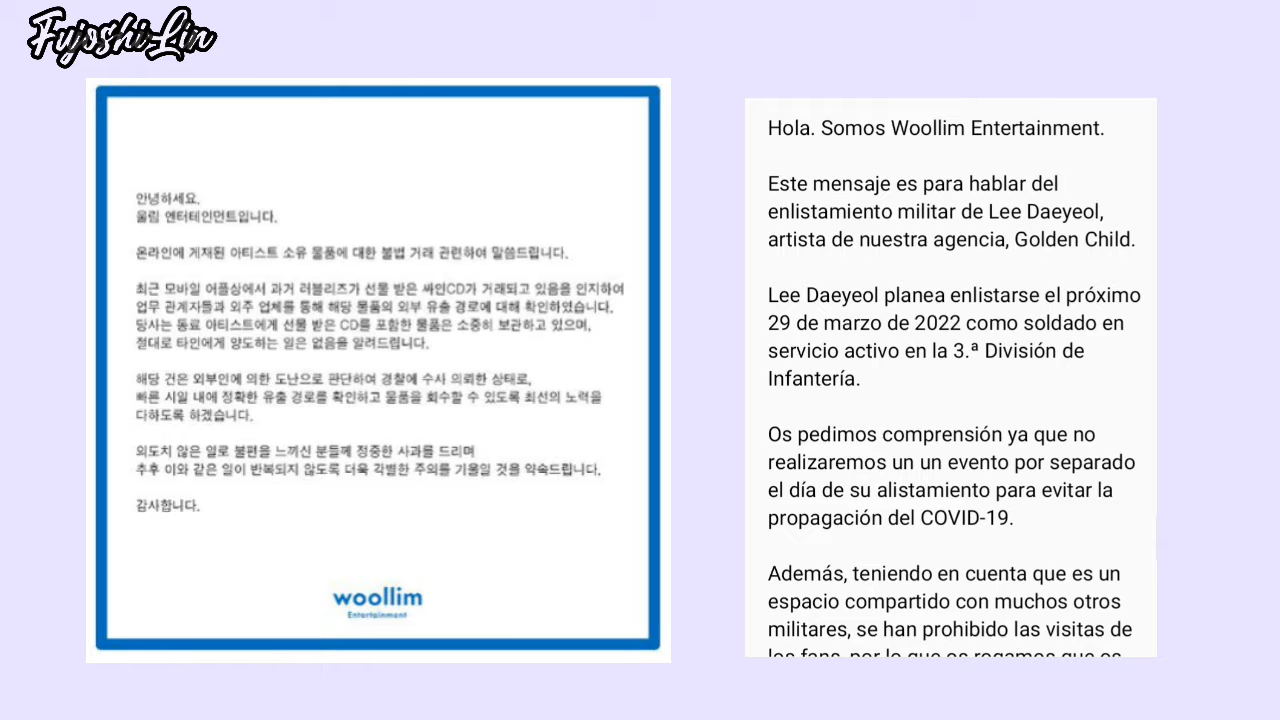 Fujoshi Lin
안녕하세요.
울림 엔터테인먼트입니다.
온라인에 게재된 아티스트 소유 물품에 대한 불법 거래 관련하여 말씀드립니다.
최근 모바일 어플상에서 과거 러블리즈가 선물 받은 싸인CD가 거래되고 있음을 인지하여
업무 관계자들과 외주 업체를 통해 해당 물품의 외부 유출 경로에 대해 확인하였습니다.
당사는 동료 아티스트에게 선물 받은 CD를 포함한 물품은 소중히 보관하고 있으며,
절대로 타인에게 양도하는 일은 없음을 알려드립니다.
해당 건은 외부인에 의한 도난으로 판단하여 경찰에 수사 의뢰한 상태로,
빠른 시일 내에 정확한 유출 경로를 확인하고 물품을 회수할 수 있도록 최선의 노력을
다하도록 하겠습니다.
의도치 않은 일로 불편을 느끼신 분들께 정중한 사과를 드리며
추후 이와 같은 일이 반복되지 않도록 더욱 각별한 주의를 기울일 것을 약속드립니다.
감사합니다.
woollim
Entertainment
Hola. Somos Woollim Entertainment.
Este mensaje es para hablar del
enlistamiento militar de Lee Daeyeol,
artista de nuestra agencia, Golden Child.
Lee Daeyeol planea enlistarse el próximo
29 de marzo de 2022 como soldado en
servicio activo en la 3.ª División de
Infantería.
Os pedimos comprensión ya que no
realizaremos un un evento por separado
el día de su alistamiento para evitar la
propagación del COVID-19.
Además, teniendo en cuenta que es un
espacio compartido con muchos otros
militares, se han prohibido las visitas de
los fans, por lo que os rogamos que os